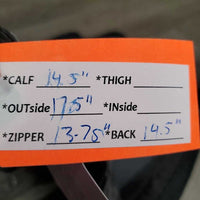 *CALF 14.5" *THIGH
*OUTside 17.5" *INside
*ZIPPER 13.75" *BACK 14.5"